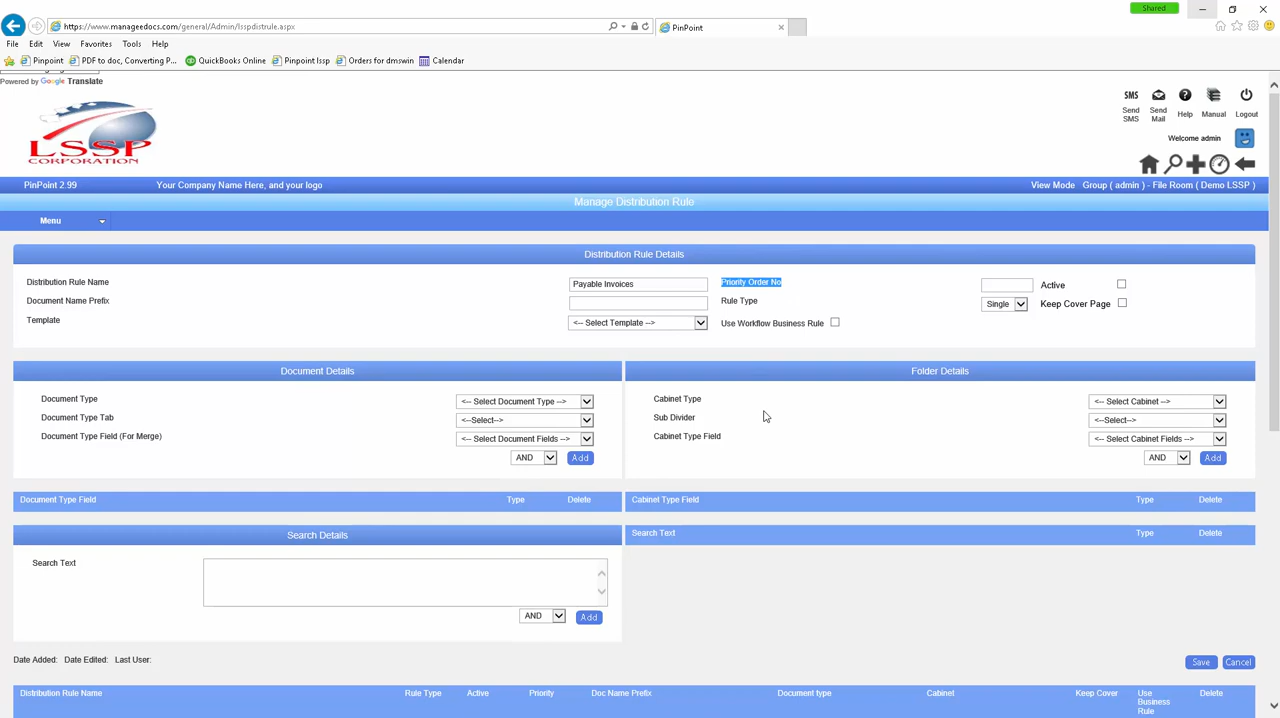 Shared
https://www.manageedocs.com/general/Admin/lsspdistrule.aspx
PinPoint
File Edit View Favorites Tools Help
Pinpoint PDF to doc, Converting P... QuickBooks Online Pinpoint lssp Orders for dmswin Calendar
Powered by Google Translate
LSSP
CORPORATION
SMS
Send SMS
Send Mail
Help
Manual
Logout
Welcome admin
PinPoint 2.99 Your Company Name Here, and your logo View Mode Group ( admin ) - File Room ( Demo LSSP )
Manage Distribution Rule
Menu
Distribution Rule Details
Distribution Rule Name Payable Invoices Priority Order No Active
Document Name Prefix Rule Type Single Keep Cover Page
Template <-- Select Template --> Use Workflow Business Rule
Document Details Folder Details
Document Type <-- Select Document Type --> Cabinet Type <-- Select Cabinet -->
Document Type Tab <--Select--> Sub Divider <--Select-->
Document Type Field (For Merge) <-- Select Document Fields --> Cabinet Type Field <-- Select Cabinet Fields -->
AND Add AND Add
Document Type Field Type Delete Cabinet Type Field Type Delete
Search Details Search Text Type Delete
Search Text
AND Add
Date Added: Date Edited: Last User: Save Cancel
Distribution Rule Name Rule Type Active Priority Doc Name Prefix Document type Cabinet Keep Cover Use Business Rule Delete